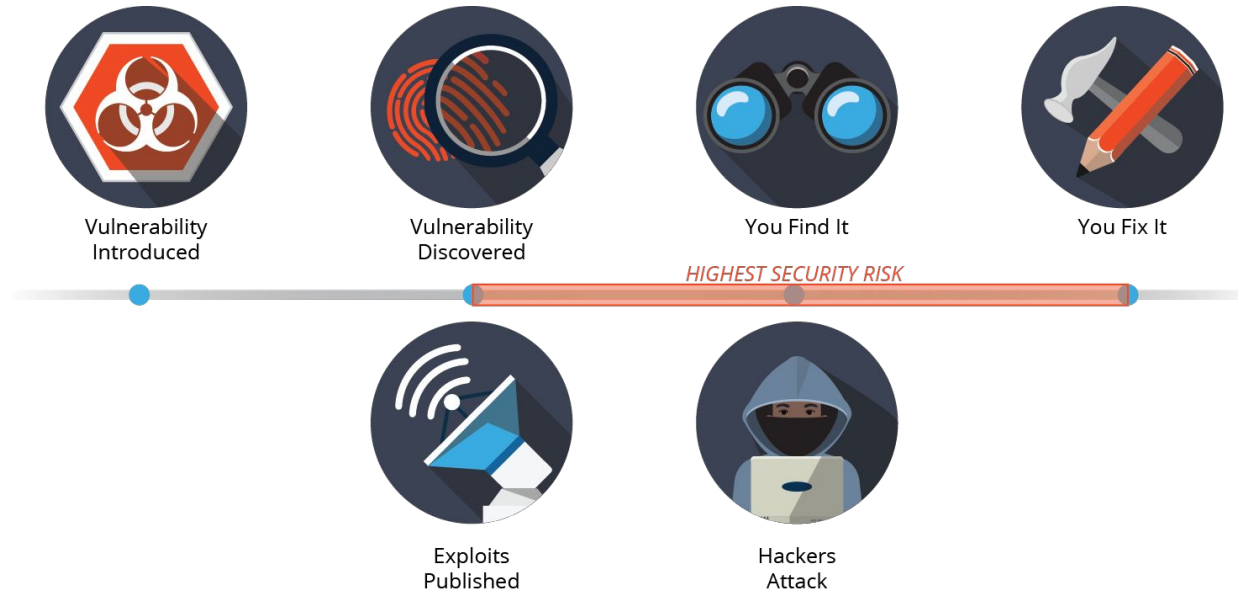 Vulnerability
Introduced
Vulnerability
Discovered
You Find It
You Fix It
HIGHEST SECURITY RISK
Exploits
Published
Hackers
Attack